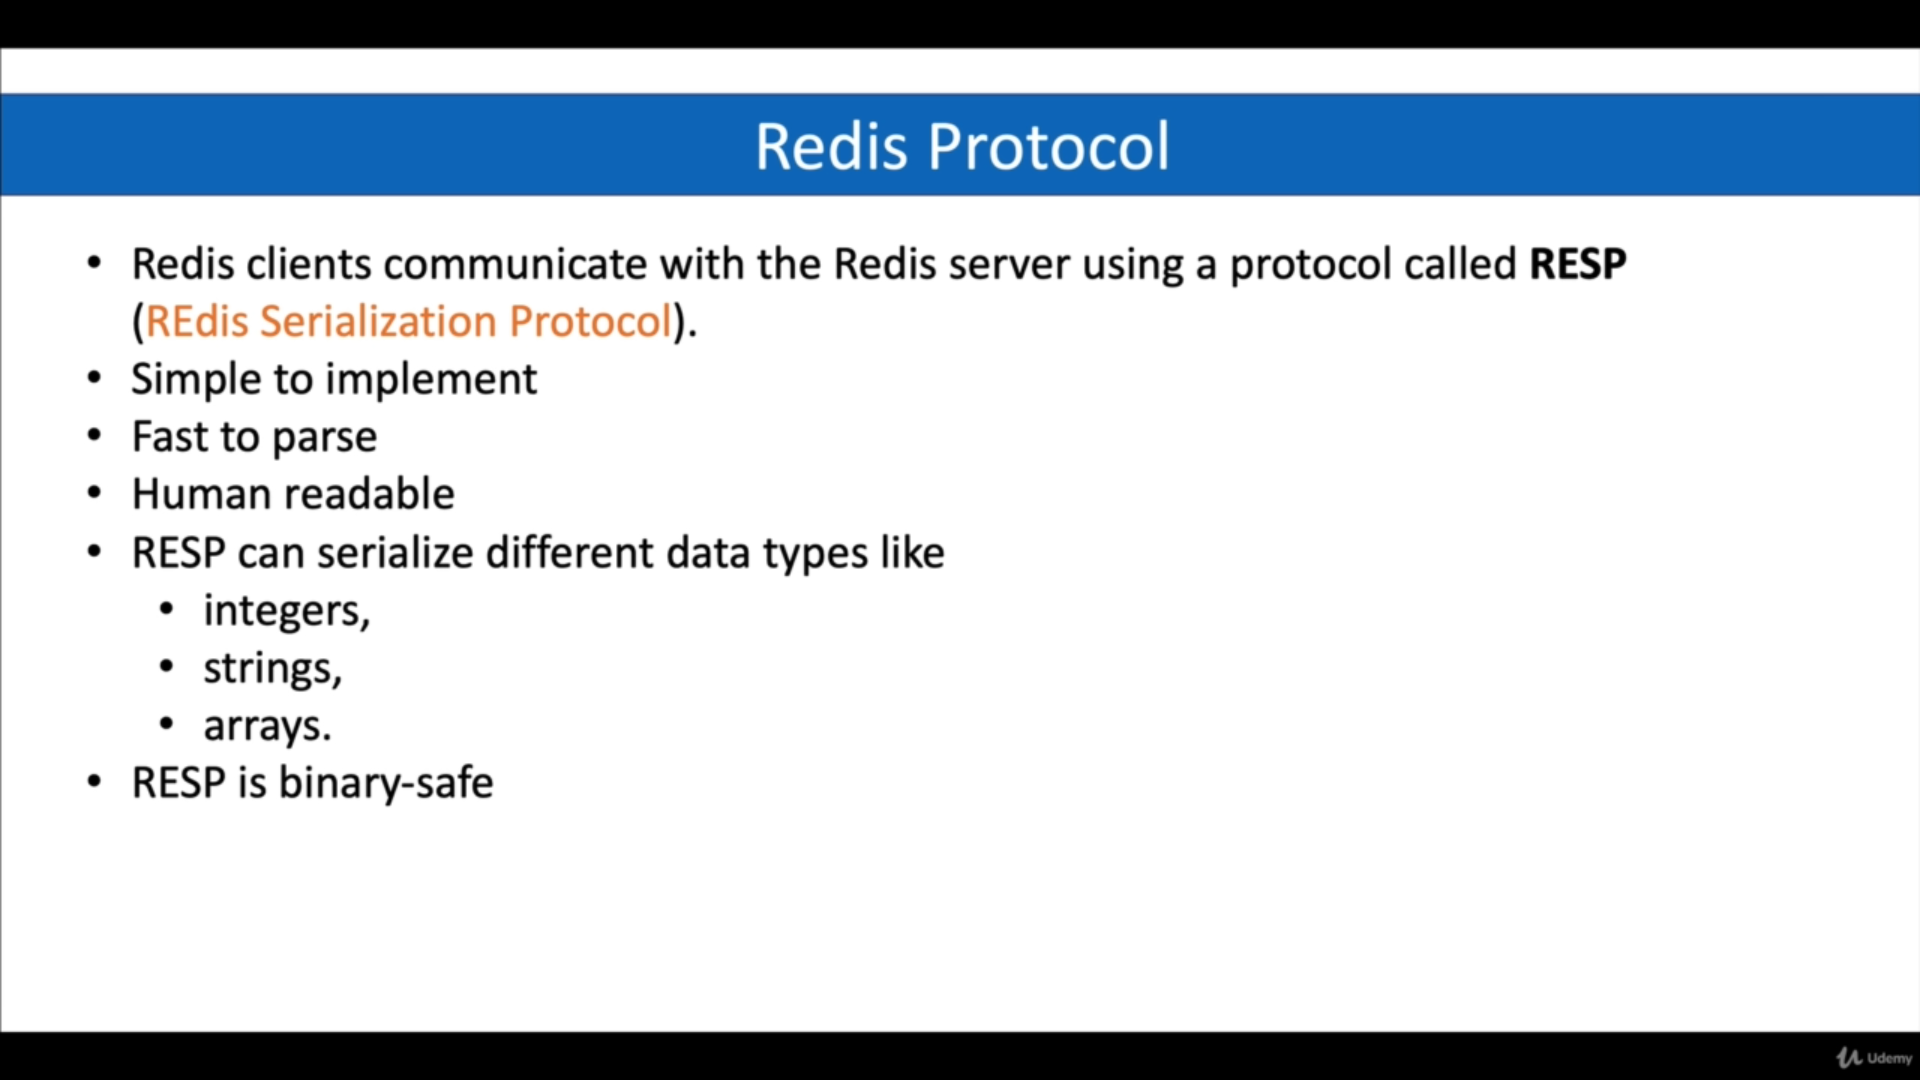 Redis Protocol
• Redis clients communicate with the Redis server using a protocol called RESP
(REdis Serialization Protocol).
• Simple to implement
• Fast to parse
• Human readable
• RESP can serialize different data types like
• integers,
• strings,
• arrays.
• RESP is binary-safe
Udemy